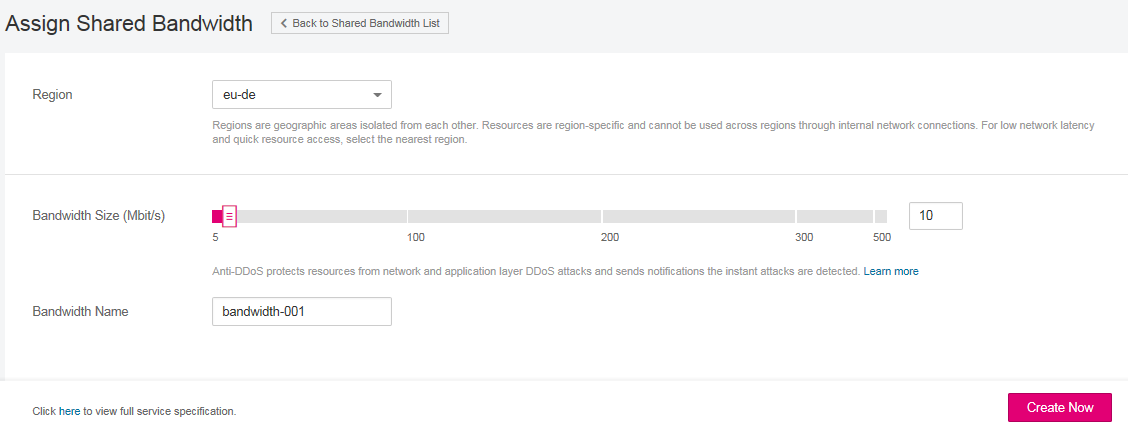 Assign Shared Bandwidth
Back to Shared Bandwidth List
Region
eu-de
Regions are geographic areas isolated from each other. Resources are region-specific and cannot be used across regions through internal network connections. For low network latency
and quick resource access, select the nearest region.
Bandwidth Size (Mbit/s)
10
5 100 200 300 500
Anti-DDoS protects resources from network and application layer DDoS attacks and sends notifications the instant attacks are detected. Learn more
Bandwidth Name
bandwidth-001
Click here to view full service specification.
Create Now